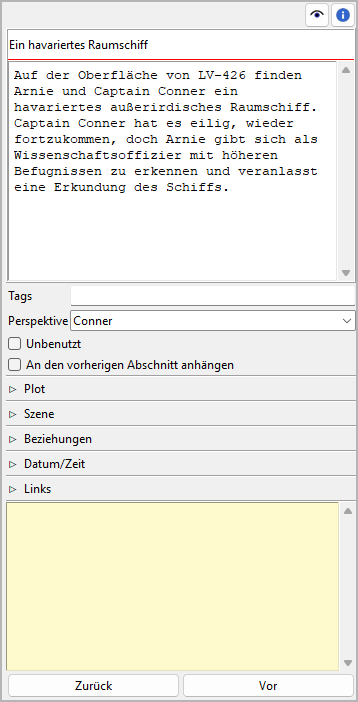 Ein havariertes Raumschiff
Auf der Oberfläche von LV-426 finden
Arnie und Captain Conner ein
havariertes außerirdisches Raumschiff.
Captain Conner hat es eilig, wieder
fortzukommen, doch Arnie gibt sich als
Wissenschaftsoffizier mit höheren
Befugnissen zu erkennen und veranlasst
eine Erkundung des Schiffs.
Tags
Perspektive Conner
Unbenutzt
An den vorherigen Abschnitt anhängen
Plot
Szene
Beziehungen
Datum/Zeit
Links
Zurück Vor